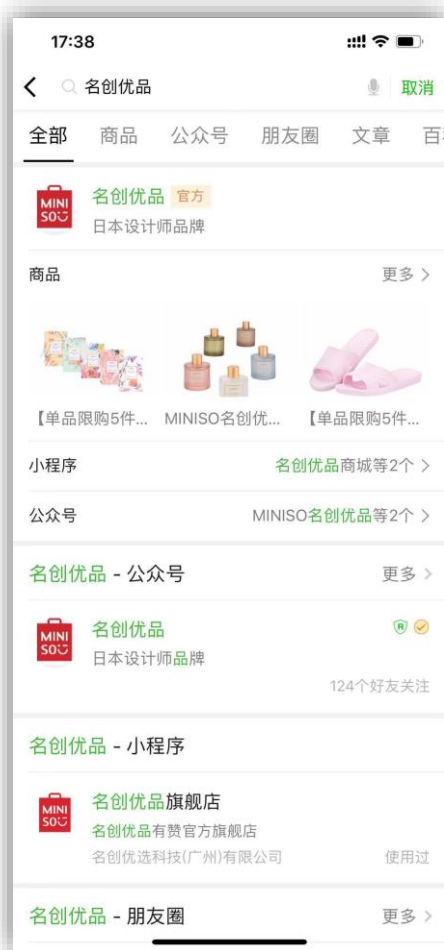 17:38
名创优品
取消
全部 商品 公众号 朋友圈 文章 百
MINI
SO
名创优品 官方
日本设计师品牌
商品 更多
【单品限购5件... MINISO名创优... 【单品限购5件...
小程序 名创优品商城等2个
公众号 MINISO名创优品等2个
名创优品 - 公众号 更多
MINI
SO
名创优品 R
日本设计师品牌
124个好友关注
名创优品 - 小程序
MINI
SO
名创优品旗舰店
名创优品有赞官方旗舰店
名创优选科技(广州)有限公司 使用过
名创优品 - 朋友圈 更多